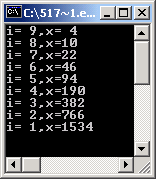 C:\517~1.e...
i= 9,x= 4
i= 8,x=10
i= 7,x=22
i= 6,x=46
i= 5,x=94
i= 4,x=190
i= 3,x=382
i= 2,x=766
i= 1,x=1534